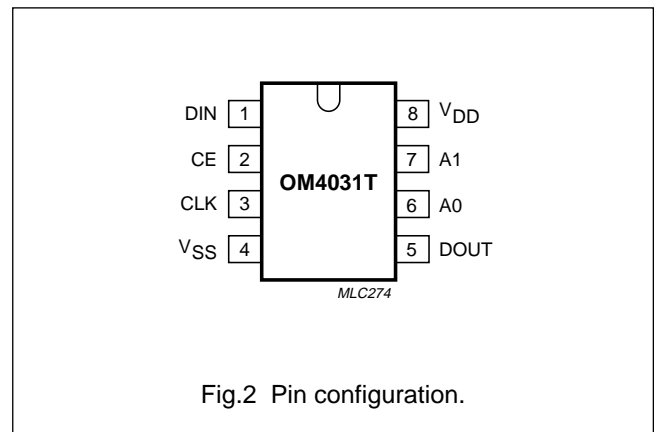 DIN 1 8 VDD
CE 2 7 A1
OM4031T
CLK 3 6 A0
VSS 4 5 DOUT
MLC274
Fig.2 Pin configuration.